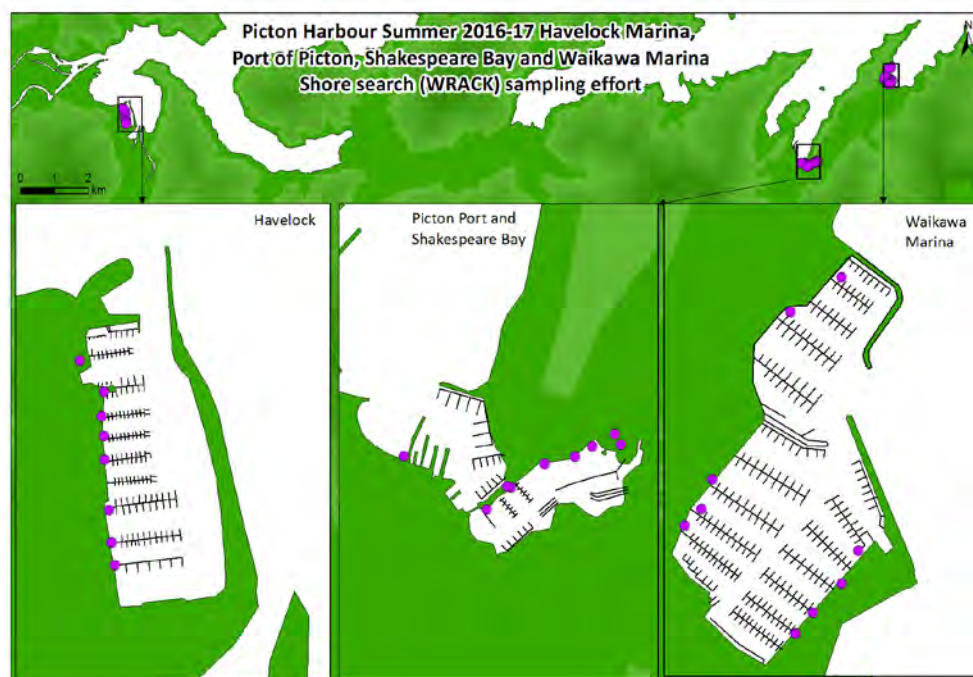 Picton Harbour Summer 2016-17 Havelock Marina,
Port of Picton, Shakespeare Bay and Waikawa Marina
Shore search (WRACK) sampling effort
N
0 1 2
km
Havelock
Picton Port and
Shakespeare Bay
Waikawa
Marina